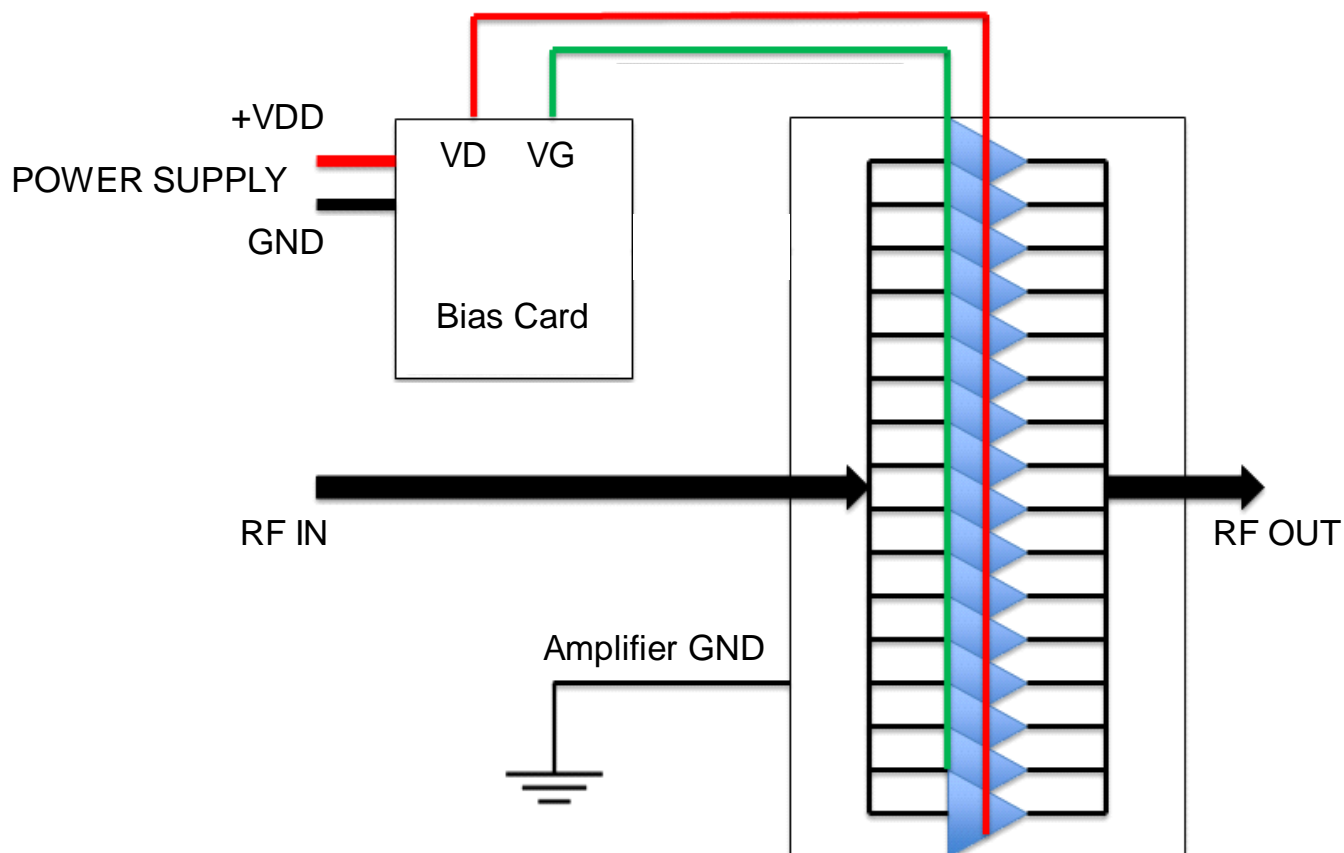 +VDD
POWER SUPPLY
GND
VD VG
Bias Card
RF IN
RF OUT
Amplifier GND